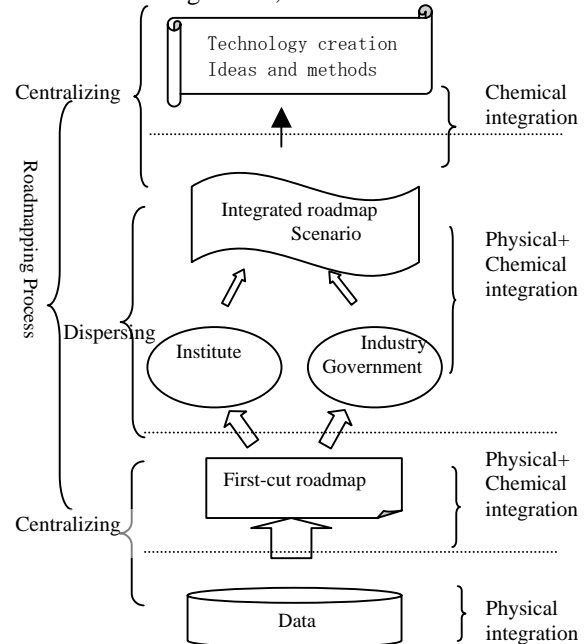 Technology creation
Ideas and methods
Centralizing
Chemical
integration
Roadmapping Process
Integrated roadmap
Scenario
Physical+
Chemical
integration
Dispersing
Institute
Industry
Government
First-cut roadmap
Physical+
Chemical
integration
Centralizing
Data
Physical
integration